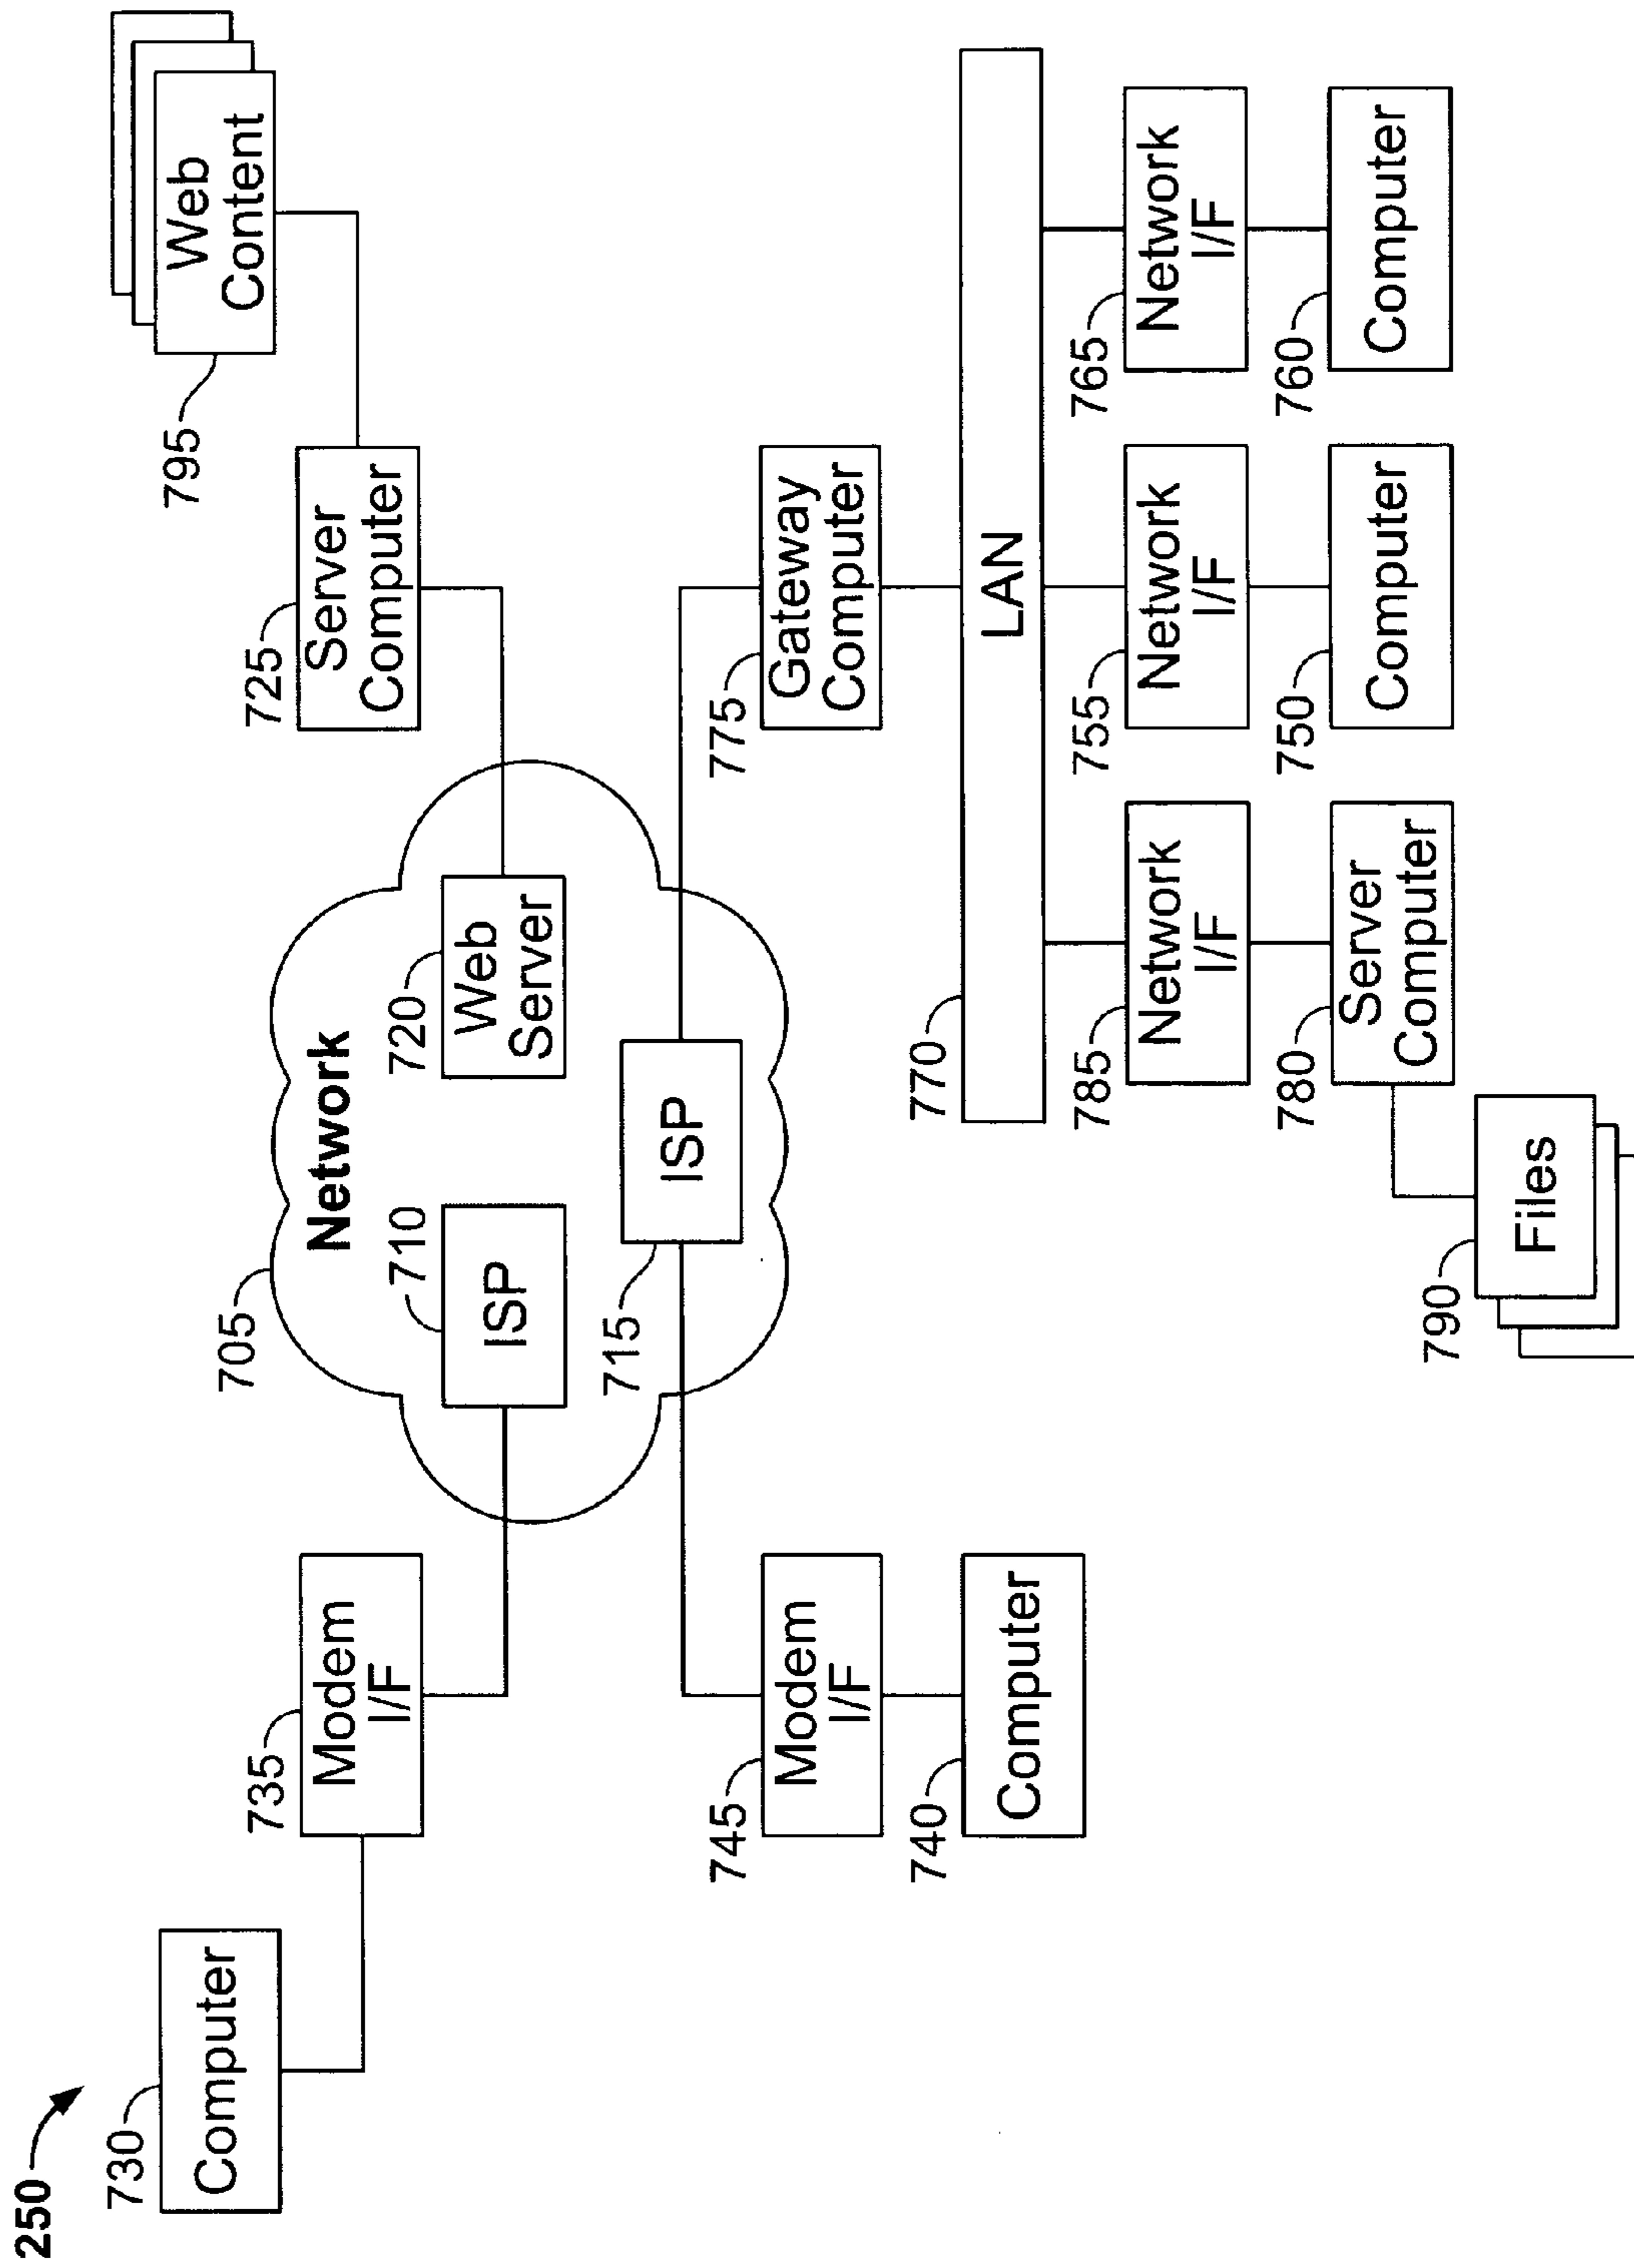 250
730
Computer
735
Modem
I/F
745
Modem
I/F
740
Computer
705
Network
710
ISP
715
ISP
720
Web
Server
725
Server
Computer
795
Web
Content
775
Gateway
Computer
770
LAN
785
Network
I/F
755
Network
I/F
765
Network
I/F
780
Server
Computer
750
Computer
760
Computer
790
Files